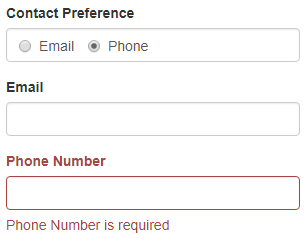 Contact Preference
Email Phone
Email
Phone Number
Phone Number is required